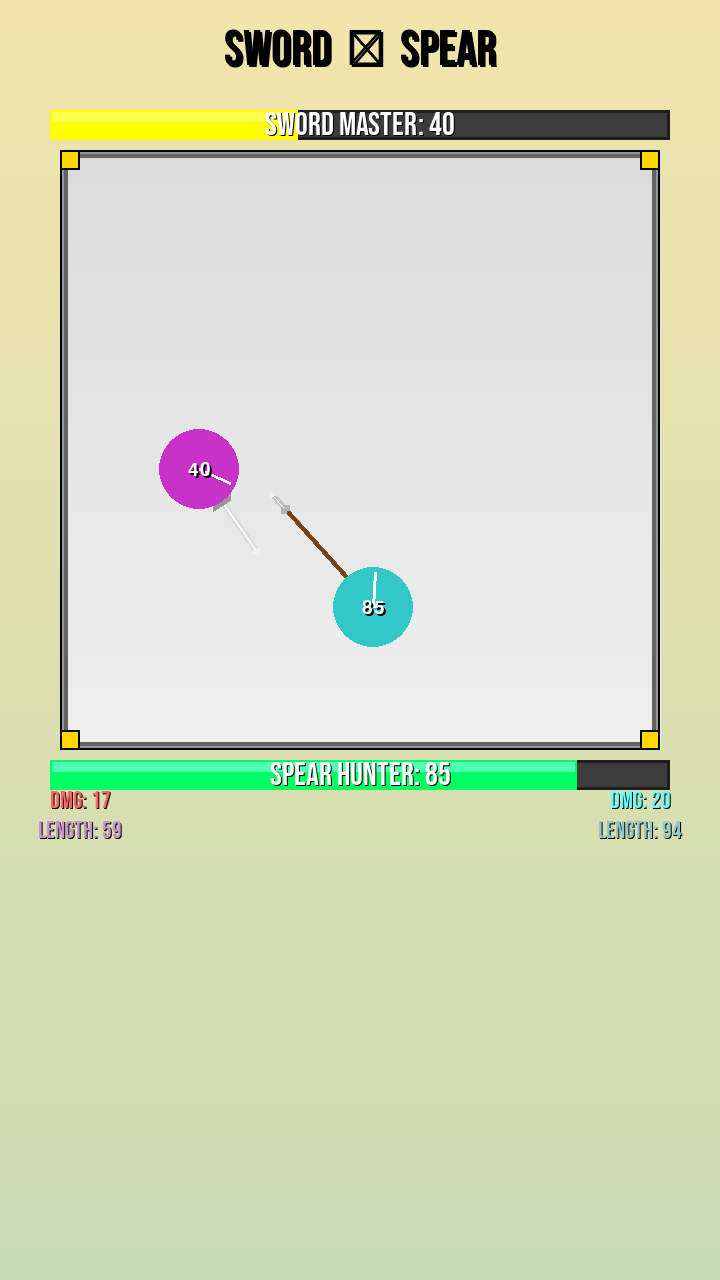 SWORD ⚔ SPEAR
SWORD MASTER: 40
40
85
SPEAR HUNTER: 85
DMG: 17
DMG: 20
LENGTH: 59
LENGTH: 94